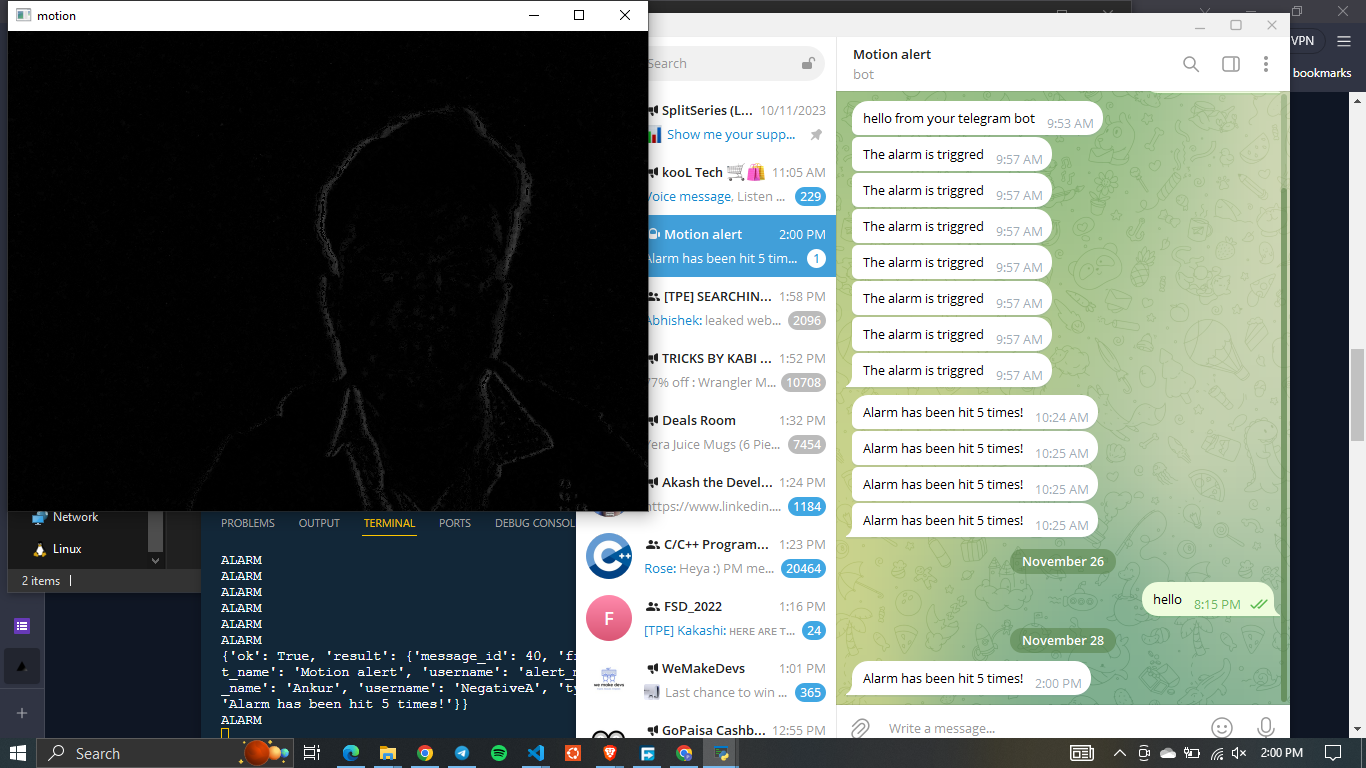 motion
VPN
bookmarks
Search
SplitSeries (L... 10/11/2023
Show me your supp...
kooL Tech 11:05 AM
Voice message, Listen ... 229
Motion alert 2:00 PM
Alarm has been hit 5 tim... 1
[TPE] SEARCHIN... 1:58 PM
Abhishek: leaked web... 2096
TRICKS BY KABI ... 1:52 PM
77% off : Wrangler M... 10708
Deals Room 1:32 PM
Yera Juice Mugs (6 Pie... 7454
Akash the Devel... 1:24 PM
https://www.linkedin.... 1184
C/C++ Program... 1:23 PM
Rose: Heya :) PM me... 20464
FSD_2022 1:16 PM
F
[TPE] Kakashi: HERE ARE T... 24
WeMakeDevs 1:01 PM
we make devs
Last chance to win ... 365
GoPaisa Cashb... 12:55 PM
Motion alert
bot
hello from your telegram bot 9:53 AM
The alarm is triggred 9:57 AM
The alarm is triggred 9:57 AM
The alarm is triggred 9:57 AM
The alarm is triggred 9:57 AM
The alarm is triggred 9:57 AM
The alarm is triggred 9:57 AM
The alarm is triggred 9:57 AM
Alarm has been hit 5 times! 10:24 AM
Alarm has been hit 5 times! 10:25 AM
Alarm has been hit 5 times! 10:25 AM
Alarm has been hit 5 times! 10:25 AM
November 26
hello 8:15 PM
November 28
Alarm has been hit 5 times! 2:00 PM
Write a message...
Network
Linux
2 items
PROBLEMS OUTPUT TERMINAL PORTS DEBUG CONSOL
ALARM
ALARM
ALARM
ALARM
ALARM
ALARM
{'ok': True, 'result': {'message_id': 40, 'f
t_name': 'Motion alert', 'username': 'alert_
_name': 'Ankur', 'username': 'NegativeA', 'ty
'Alarm has been hit 5 times!'}}
ALARM
Search
2:00 PM